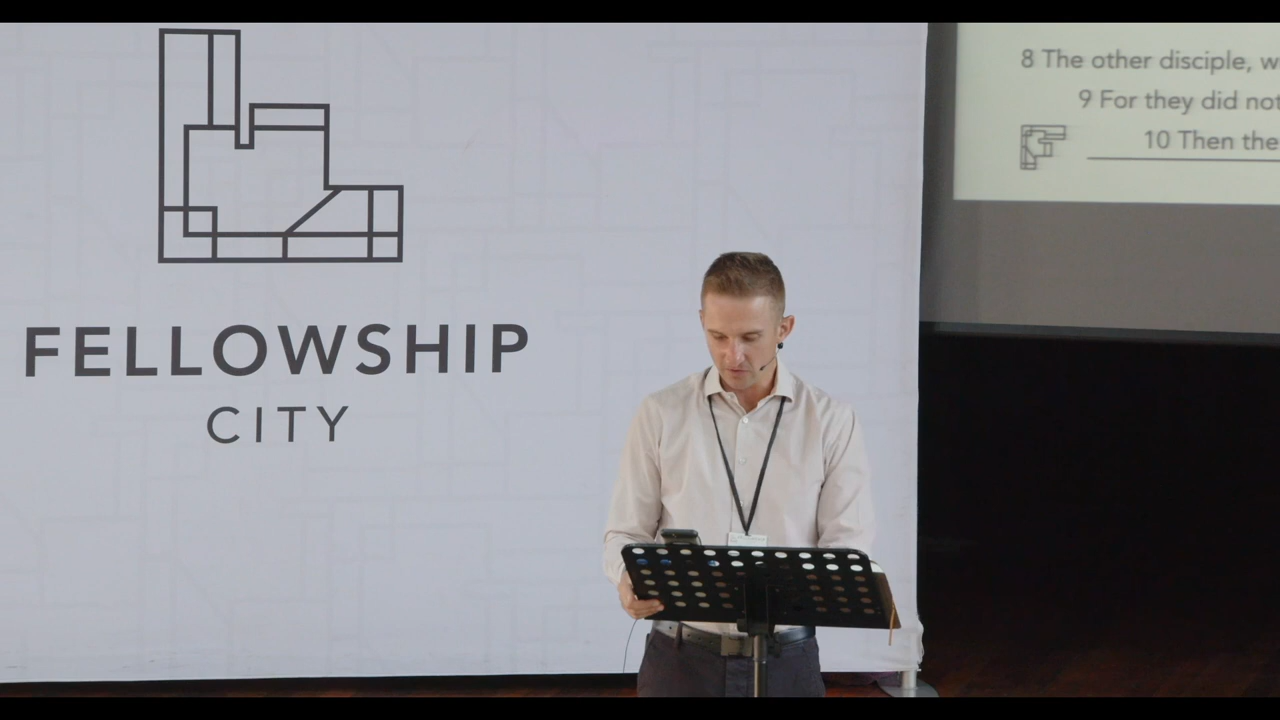 FELLOWSHIP
CITY
8 The other disciple, w
9 For they did not
10 Then the